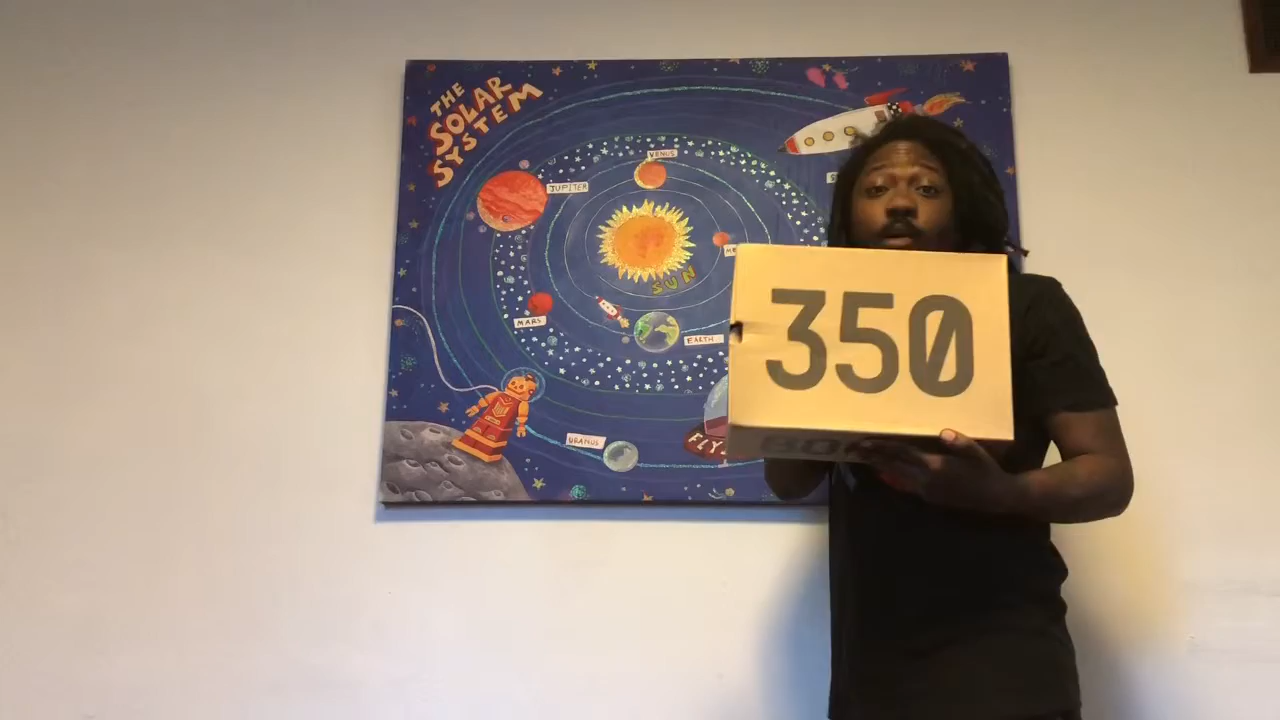 THE
SOLAR
SYSTEM
VENUS
JUPITER
SUN
MARS
EARTH
URANUS
350